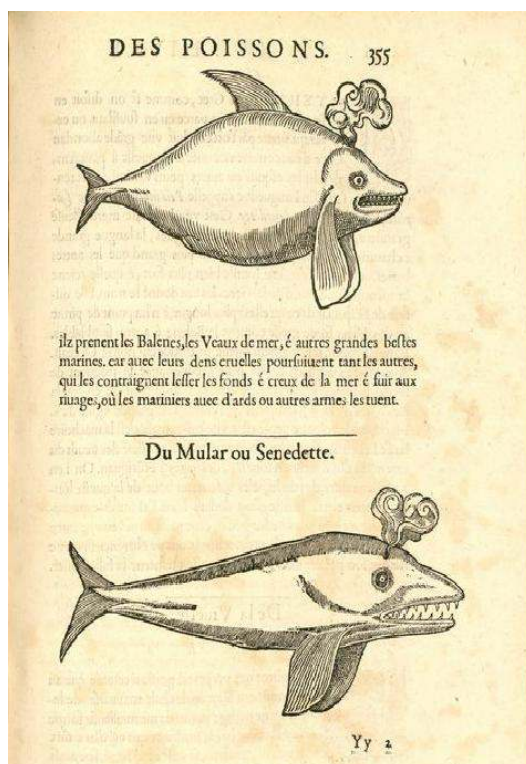 DES POISSONS. 355
ilz prenent les Balenes, les Veaux de mer, é autres grandes bestes
marines. car auec leurs dens cruelles poursuiuent tant les autres,
qui les contraignent lesser les fonds é creux de la mer é fuir aux
riuages, où les mariniers auec d'ards ou autres armes les tuent.
Du Mular ou Senedette.
Yy 2